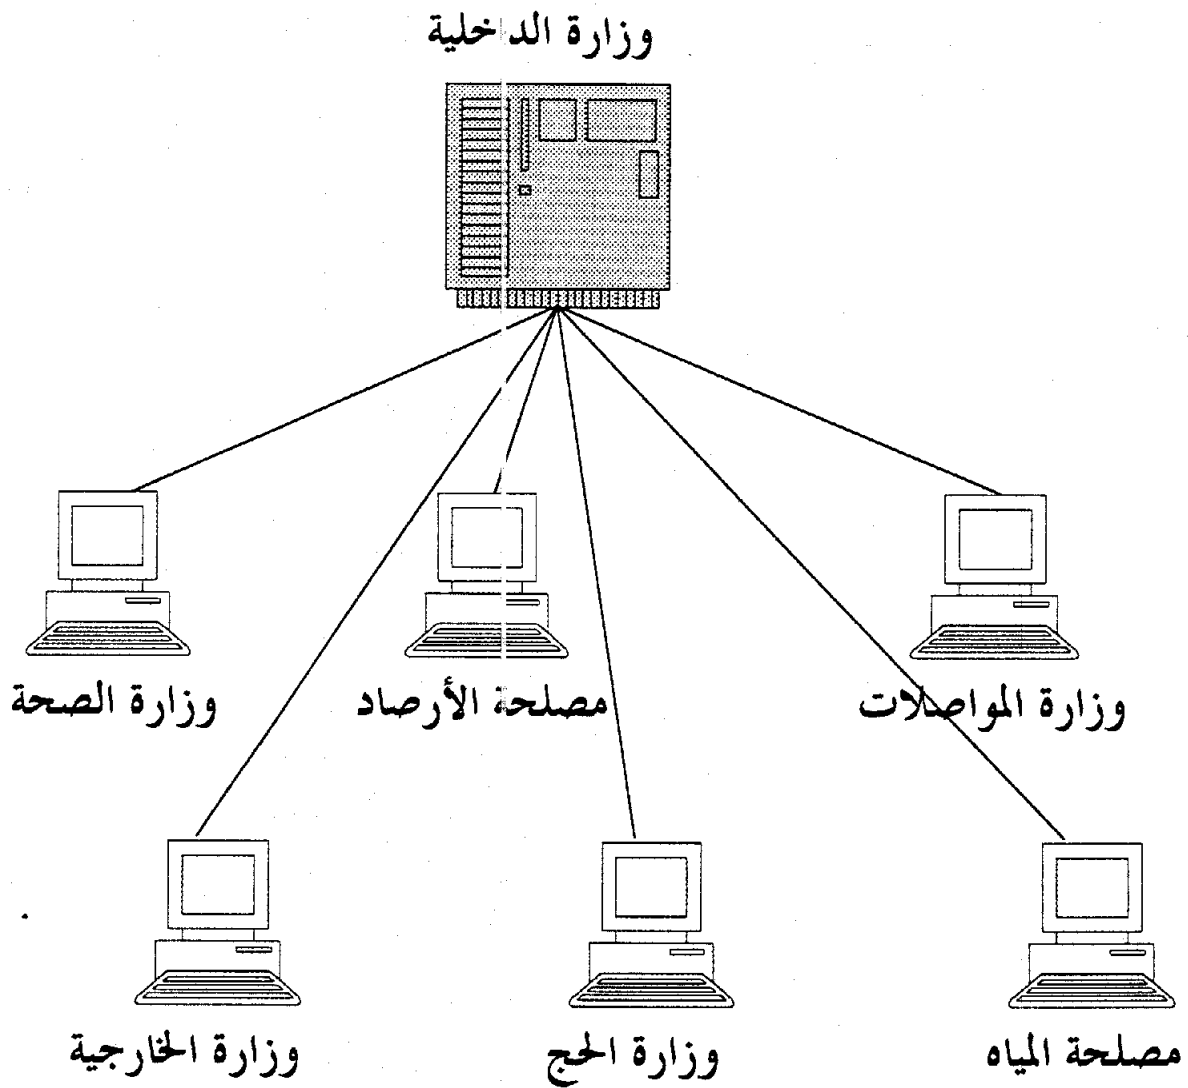 وزارة الداخلية
وزارة المواصلات
مصلحة الأرصاد
وزارة الصحة
مصلحة المياه
وزارة الحج
وزارة الخارجية